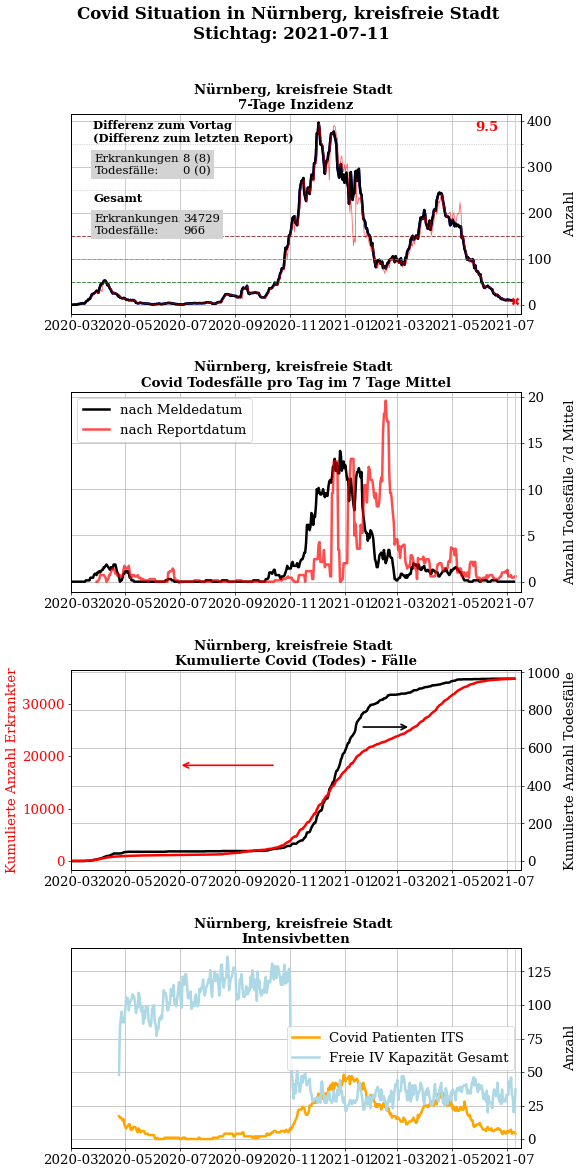 Covid Situation in Nürnberg, kreisfreie Stadt
Stichtag: 2021-07-11
Nürnberg, kreisfreie Stadt
7-Tage Inzidenz
Differenz zum Vortag
(Differenz zum letzten Report)
Erkrankungen 8 (8)
Todesfälle: 0 (0)
Gesamt
Erkrankungen 34729
Todesfälle: 966
9.5
400
300
200
100
0
Anzahl
2020-03 2020-05 2020-07 2020-09 2020-11 2021-01 2021-03 2021-05 2021-07
Nürnberg, kreisfreie Stadt
Covid Todesfälle pro Tag im 7 Tage Mittel
nach Meldedatum
nach Reportdatum
20
15
10
5
0
Anzahl Todesfälle 7d Mittel
2020-03 2020-05 2020-07 2020-09 2020-11 2021-01 2021-03 2021-05 2021-07
Nürnberg, kreisfreie Stadt
Kumulierte Covid (Todes) - Fälle
Kumulierte Anzahl Erkrankter
30000
20000
10000
0
1000
800
600
400
200
0
Kumulierte Anzahl Todesfälle
2020-03 2020-05 2020-07 2020-09 2020-11 2021-01 2021-03 2021-05 2021-07
Nürnberg, kreisfreie Stadt
Intensivbetten
Covid Patienten ITS
Freie IV Kapazität Gesamt
125
100
75
50
25
0
Anzahl
2020-03 2020-05 2020-07 2020-09 2020-11 2021-01 2021-03 2021-05 2021-07